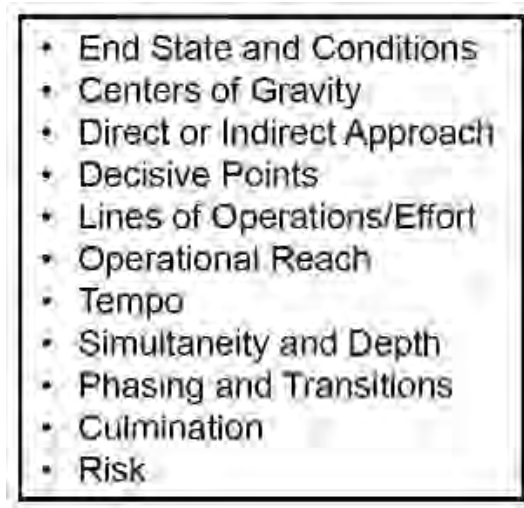 • End State and Conditions
• Centers of Gravity
• Direct or Indirect Approach
• Decisive Points
• Lines of Operations/Effort
• Operational Reach
• Tempo
• Simultaneity and Depth
• Phasing and Transitions
• Culmination
• Risk